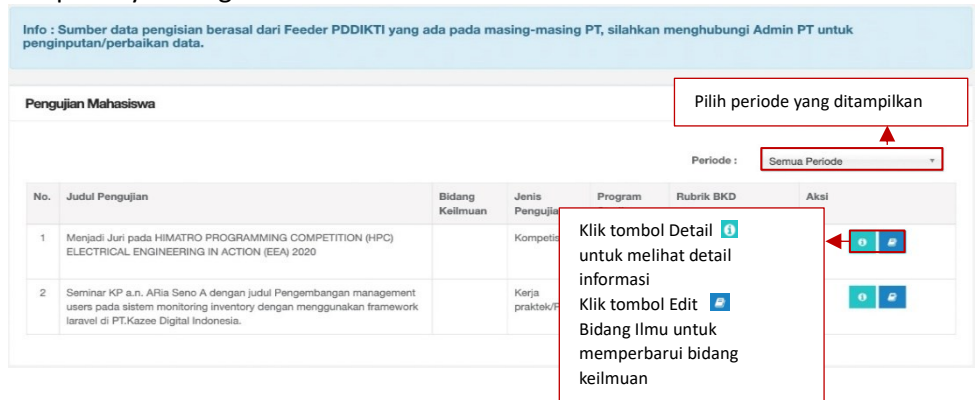 Info : Sumber data pengisian berasal dari Feeder PDDIKTI yang ada pada masing-masing PT, silahkan menghubungi Admin PT untuk
penginputan/perbaikan data.
Pengujian Mahasiswa
Pilih periode yang ditampilkan
Periode :
Semua Periode
No.
Judul Pengujian
Bidang
Keilmuan
Jenis
Pengujia
Program
Rubrik BKD
Aksi
1
Menjadi Juri pada HIMATRO PROGRAMMING COMPETITION (HPC)
ELECTRICAL ENGINEERING IN ACTION (EEA) 2020
Kompetis
2
Seminar KP a.n. ARia Seno A dengan judul Pengembangan management
users pada sistem monitoring inventory dengan menggunakan framework
laravel di PT.Kazee Digital Indonesia.
Kerja
praktek/P
Klik tombol Detail
untuk melihat detail
informasi
Klik tombol Edit
Bidang Ilmu untuk
memperbarui bidang
keilmuan